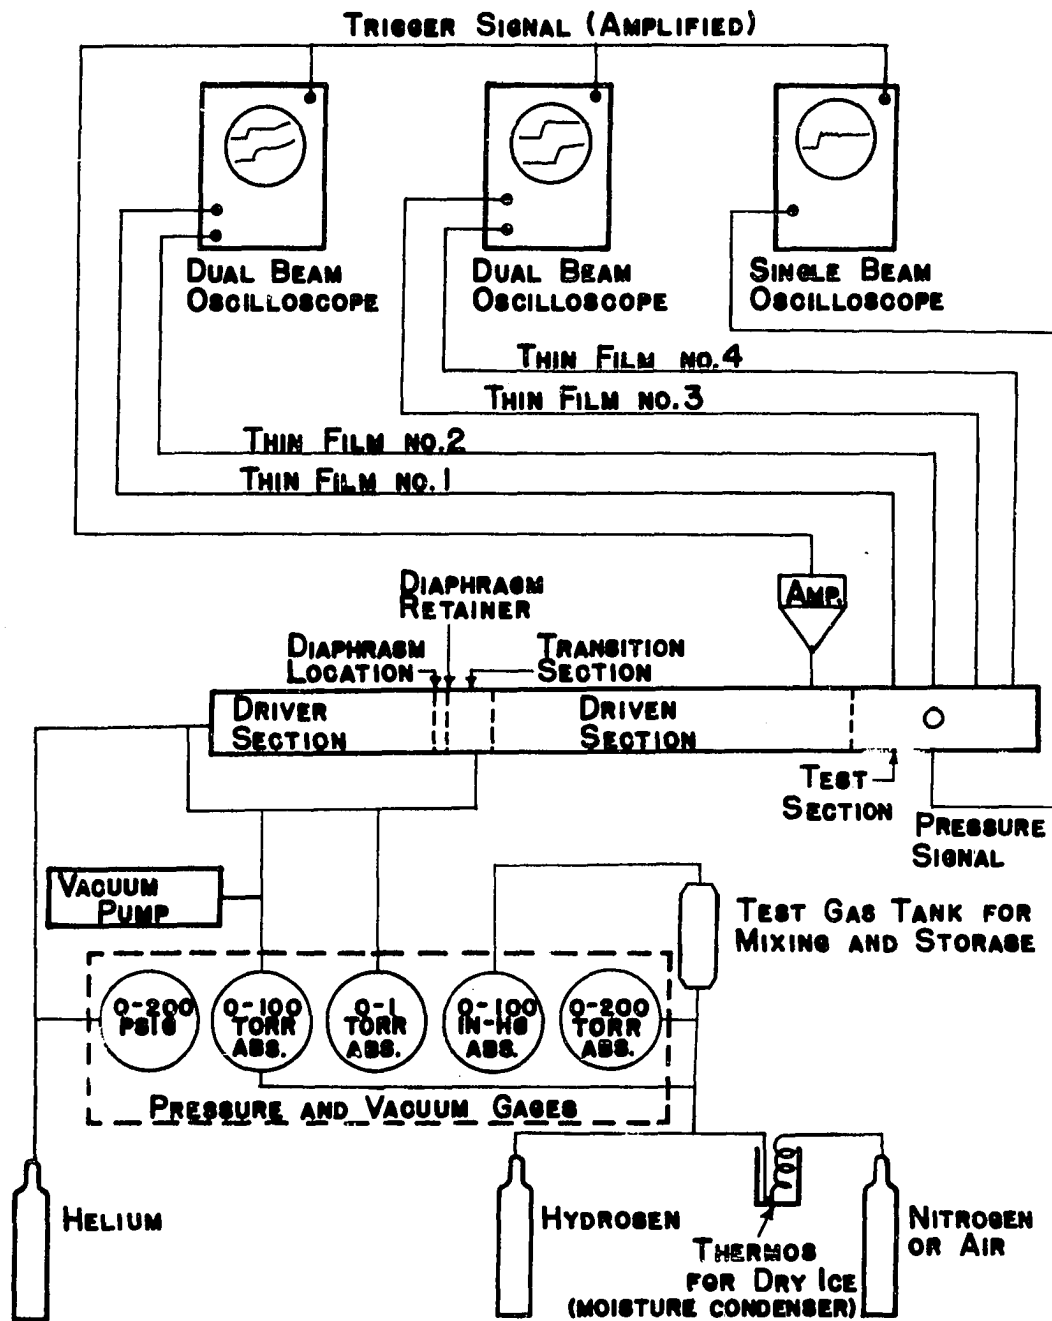 TRIGGER SIGNAL (AMPLIFIED)
DUAL BEAM
OSCILLOSCOPE
DUAL BEAM
OSCILLOSCOPE
SINGLE BEAM
OSCILLOSCOPE
THIN FILM NO.4
THIN FILM NO.3
THIN FILM NO.2
THIN FILM NO.1
AMP.
DIAPHRAGM
RETAINER
DIAPHRAGM
LOCATION
TRANSITION
SECTION
DRIVER
SECTION
DRIVEN
SECTION
TEST
SECTION
PRESSURE
SIGNAL
VACUUM
PUMP
TEST GAS TANK FOR
MIXING AND STORAGE
0-200
PSIG
0-100
TORR
ABS.
0-1
TORR
ABS.
0-100
IN-HG
ABS.
0-200
TORR
ABS.
PRESSURE AND VACUUM GAGES
HELIUM
HYDROGEN
THERMOS
FOR DRY ICE
(MOISTURE CONDENSER)
NITROGEN
OR AIR